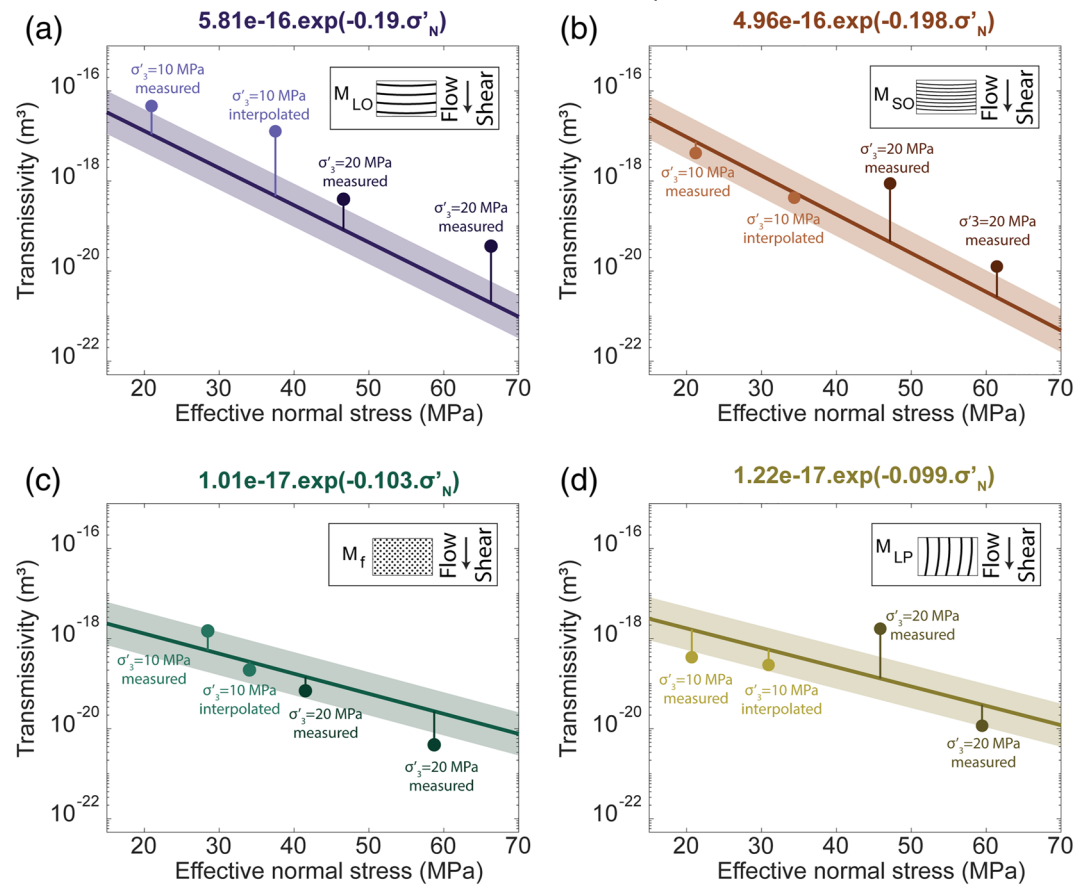 (a)
5.81e-16.exp(-0.19.σ'N)
10-16
10-18
10-20
10-22
Transmissivity (m³)
σ'3=10 MPa
measured
σ'3=10 MPa
interpolated
σ'3=20 MPa
measured
σ'3=20 MPa
measured
MLO
Flow
Shear
20
30
40
50
60
70
Effective normal stress (MPa)
(b)
4.96e-16.exp(-0.198.σ'N)
10-16
10-18
10-20
10-22
Transmissivity (m³)
σ'3=10 MPa
measured
σ'3=10 MPa
interpolated
σ'3=20 MPa
measured
σ'3=20 MPa
measured
MSO
Flow
Shear
20
30
40
50
60
70
Effective normal stress (MPa)
(c)
1.01e-17.exp(-0.103.σ'N)
10-16
10-18
10-20
10-22
Transmissivity (m³)
σ'3=10 MPa
measured
σ'3=10 MPa
interpolated
σ'3=20 MPa
measured
σ'3=20 MPa
measured
Mf
Flow
Shear
20
30
40
50
60
70
Effective normal stress (MPa)
(d)
1.22e-17.exp(-0.099.σ'N)
10-16
10-18
10-20
10-22
Transmissivity (m³)
σ'3=10 MPa
measured
σ'3=10 MPa
interpolated
σ'3=20 MPa
measured
σ'3=20 MPa
measured
MLP
Flow
Shear
20
30
40
50
60
70
Effective normal stress (MPa)